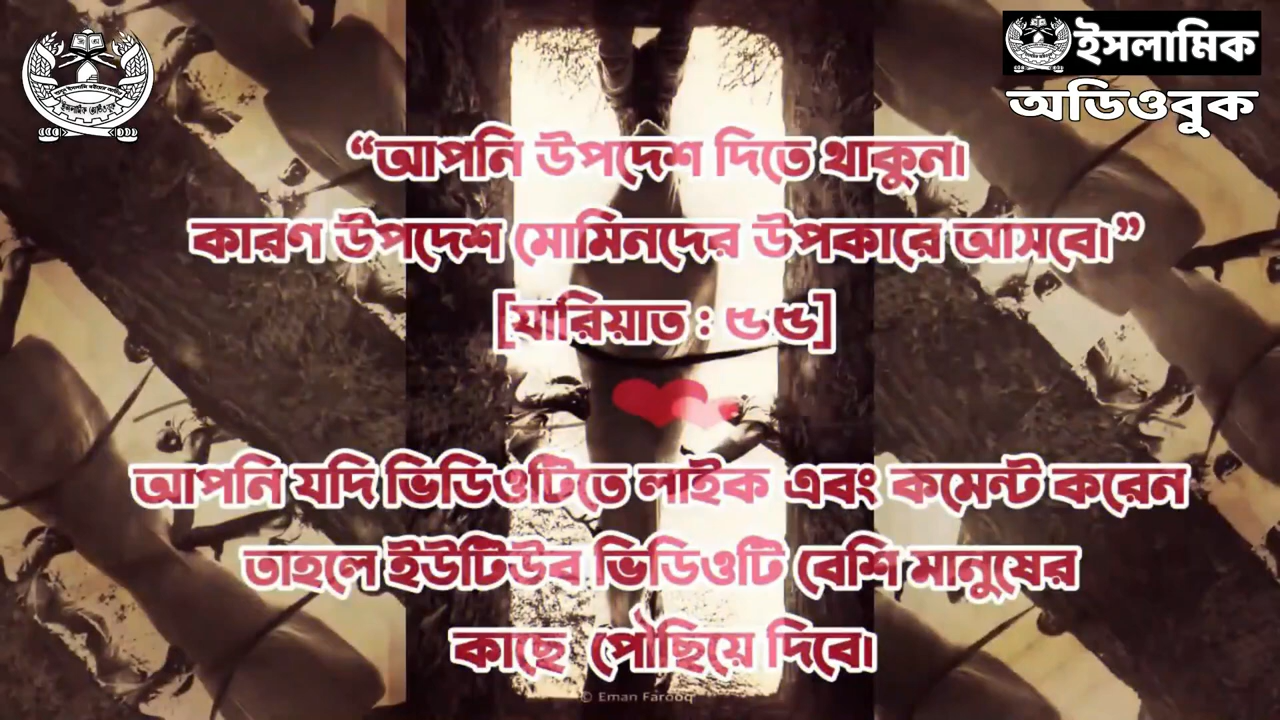 ইসলামিক
অডিওবুক
“আপনি উপদেশ দিতে থাকুন।
কারণ উপদেশ মোমিনদের উপকারে আসবে।”
[যারিয়াত : ৫৫]
আপনি যদি ভিডিওটিতে লাইক এবং কমেন্ট করেন
তাহলে ইউটিউব ভিডিওটি বেশি মানুষের
কাছে পৌছিয়ে দিবে।
© Eman Farooq